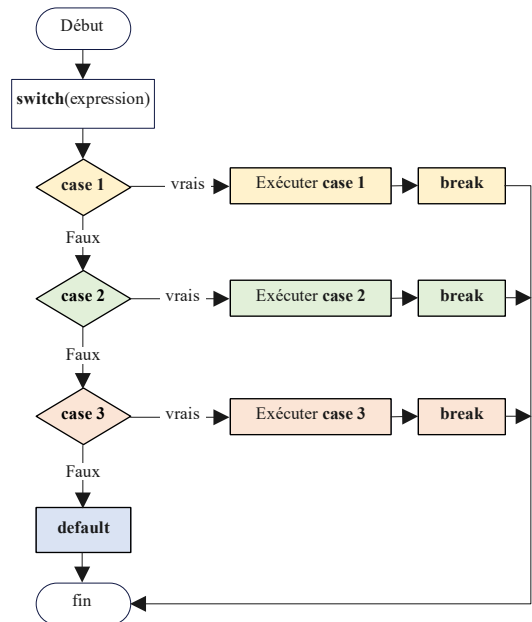 Début
switch(expression)
case 1
vrais
Exécuter case 1
break
Faux
case 2
vrais
Exécuter case 2
break
Faux
case 3
vrais
Exécuter case 3
break
Faux
default
fin